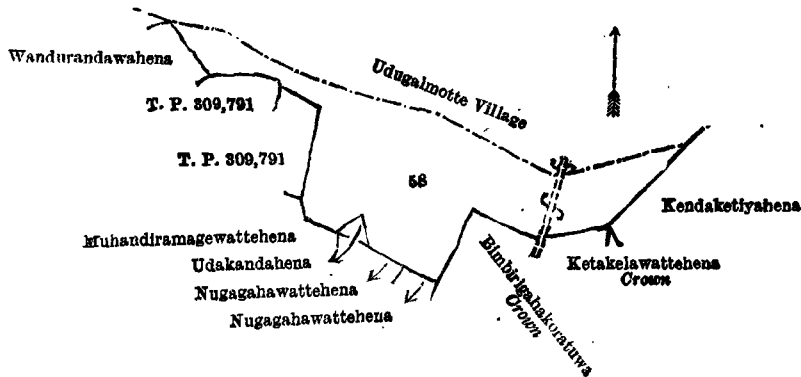 Wandurandawahena
T. P. 309,791
Udugalmotte Village
T. P. 309,791
58
Kendaketiyahena
Muhandiramagewattehena
Udakandahena
Nugagahawattehena
Nugagahawattehena
Bimbirigahakoratuwa
Crown
Ketakelawattehena
Crown